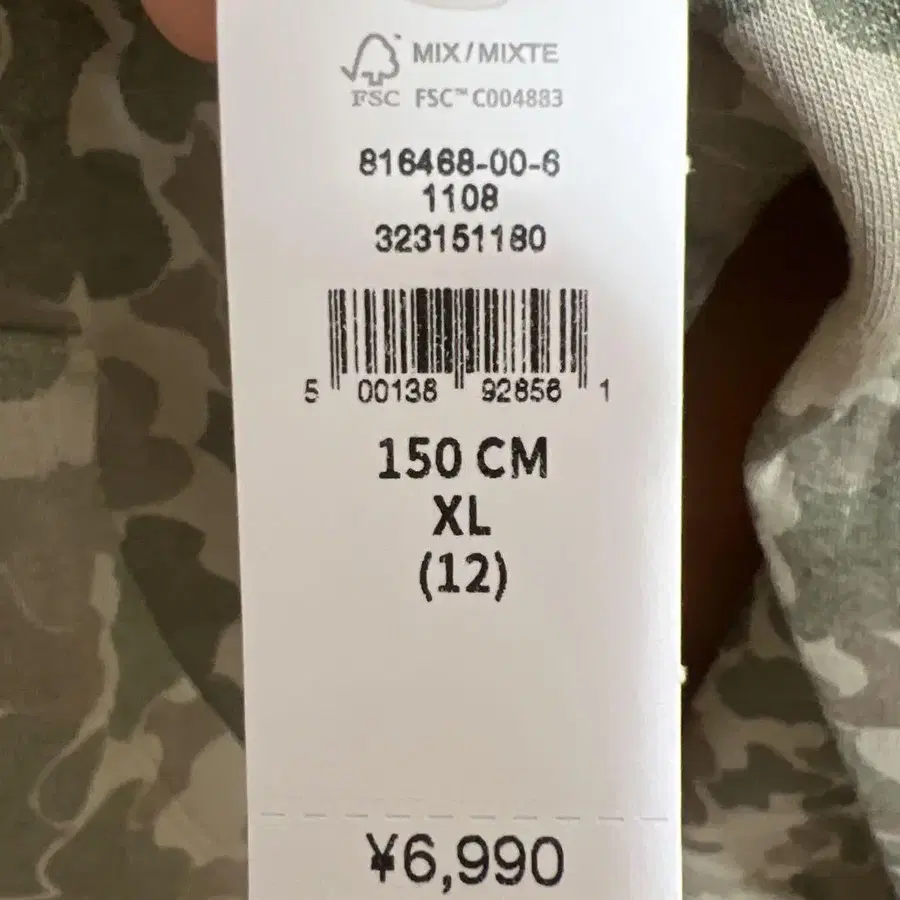 MIX/MIXTE
FSC FSC™ C004883
816468-00-6
1108
323151180
5 00138 92856 1
150 CM
XL
(12)
¥6,990